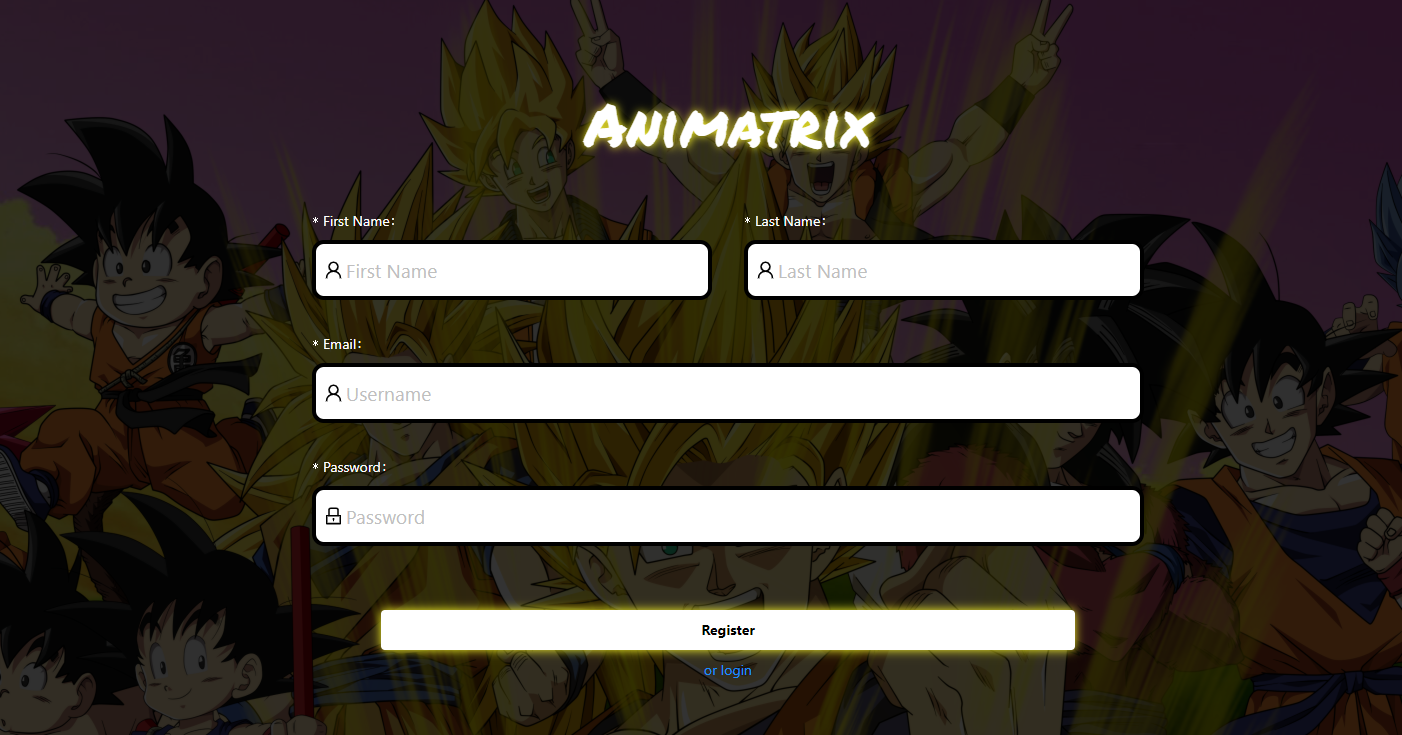 Animatrix
* First Name:
* Last Name:
First Name
Last Name
* Email:
Username
* Password:
Password
Register
or login